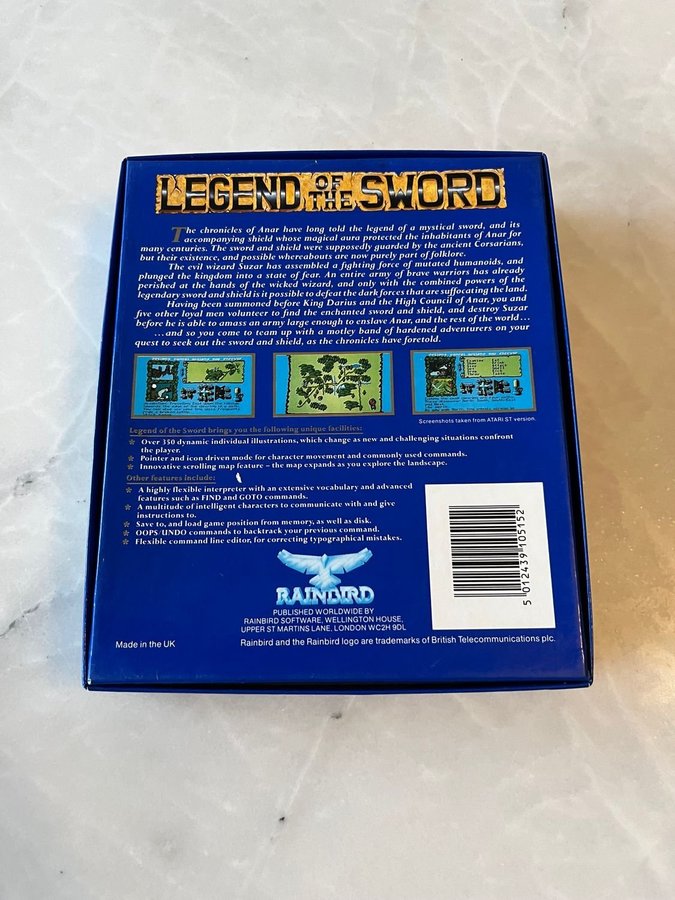 LEGEND OF THE SWORD
The chronicles of Anar have long told the legend of a mystical sword, and its
accompanying shield whose magical aura protected the inhabitants of Anar for
many centuries. The sword and shield were supposedly guarded by the ancient Corsarians,
but their existence, and possible whereabouts are now purely part of folklore.
The evil wizard Suzar has assembled a fighting force of mutated humanoids, and
plunged the kingdom into a state of fear. An entire army of brave warriors has already
perished at the hands of the wicked wizard, and only with the combined powers of the
legendary sword and shield is it possible to defeat the dark forces that are suffocating the land.
Having been summoned before King Darius and the High Council of Anar, you and
five other loyal men volunteer to find the enchanted sword and shield, and destroy Suzar
before he is able to amass an army large enough to enslave Anar, and the rest of the world...
...and so you come to team up with a motley band of hardened adventurers on your
quest to seek out the sword and shield, as the chronicles have foretold.
Screenshots taken from ATARI ST version.
Legend of the Sword brings you the following unique facilities:
Over 350 dynamic individual illustrations, which change as new and challenging situations confront
the player.
Pointer and icon driven mode for character movement and commonly used commands.
Innovative scrolling map feature – the map expands as you explore the landscape.
Other features include:
A highly flexible interpreter with an extensive vocabulary and advanced
features such as FIND and GOTO commands.
A multitude of intelligent characters to communicate with and give
instructions to.
Save to, and load game position from memory, as well as disk.
OOPS/UNDO commands to backtrack your previous command.
Flexible command line editor, for correcting typographical mistakes.
RAINBIRD
PUBLISHED WORLDWIDE BY
RAINBIRD SOFTWARE, WELLINGTON HOUSE,
UPPER ST MARTINS LANE, LONDON WC2H 9DL
5 012439 105152
Made in the UK
Rainbird and the Rainbird logo are trademarks of British Telecommunications plc.